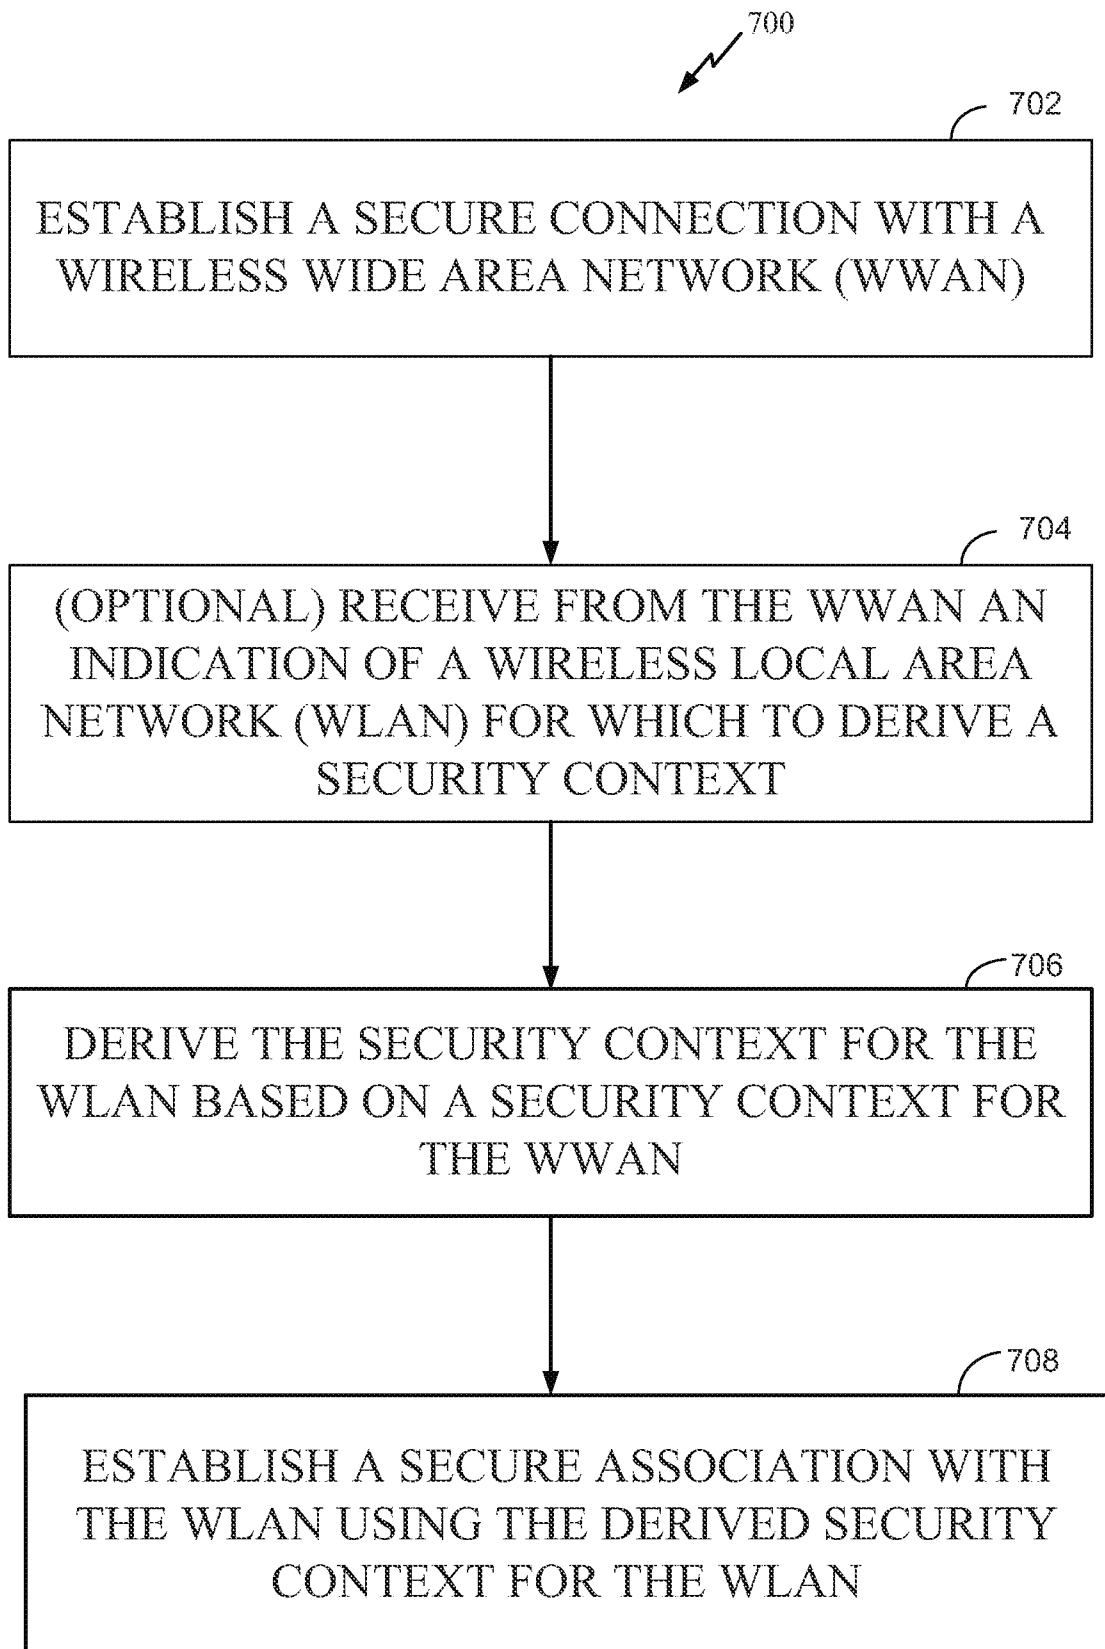 700
702
ESTABLISH A SECURE CONNECTION WITH A
WIRELESS WIDE AREA NETWORK (WWAN)
704
(OPTIONAL) RECEIVE FROM THE WWAN AN
INDICATION OF A WIRELESS LOCAL AREA
NETWORK (WLAN) FOR WHICH TO DERIVE A
SECURITY CONTEXT
706
DERIVE THE SECURITY CONTEXT FOR THE
WLAN BASED ON A SECURITY CONTEXT FOR
THE WWAN
708
ESTABLISH A SECURE ASSOCIATION WITH
THE WLAN USING THE DERIVED SECURITY
CONTEXT FOR THE WLAN